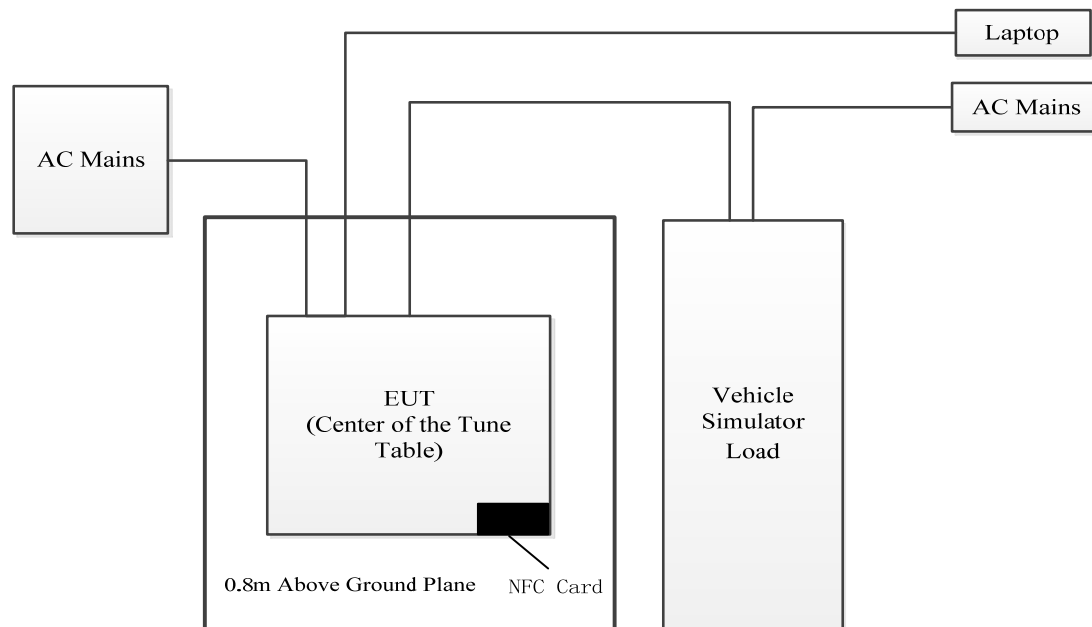 Laptop
AC Mains
AC Mains
EUT
(Center of the Tune
Table)
Vehicle
Simulator
Load
0.8m Above Ground Plane
NFC Card